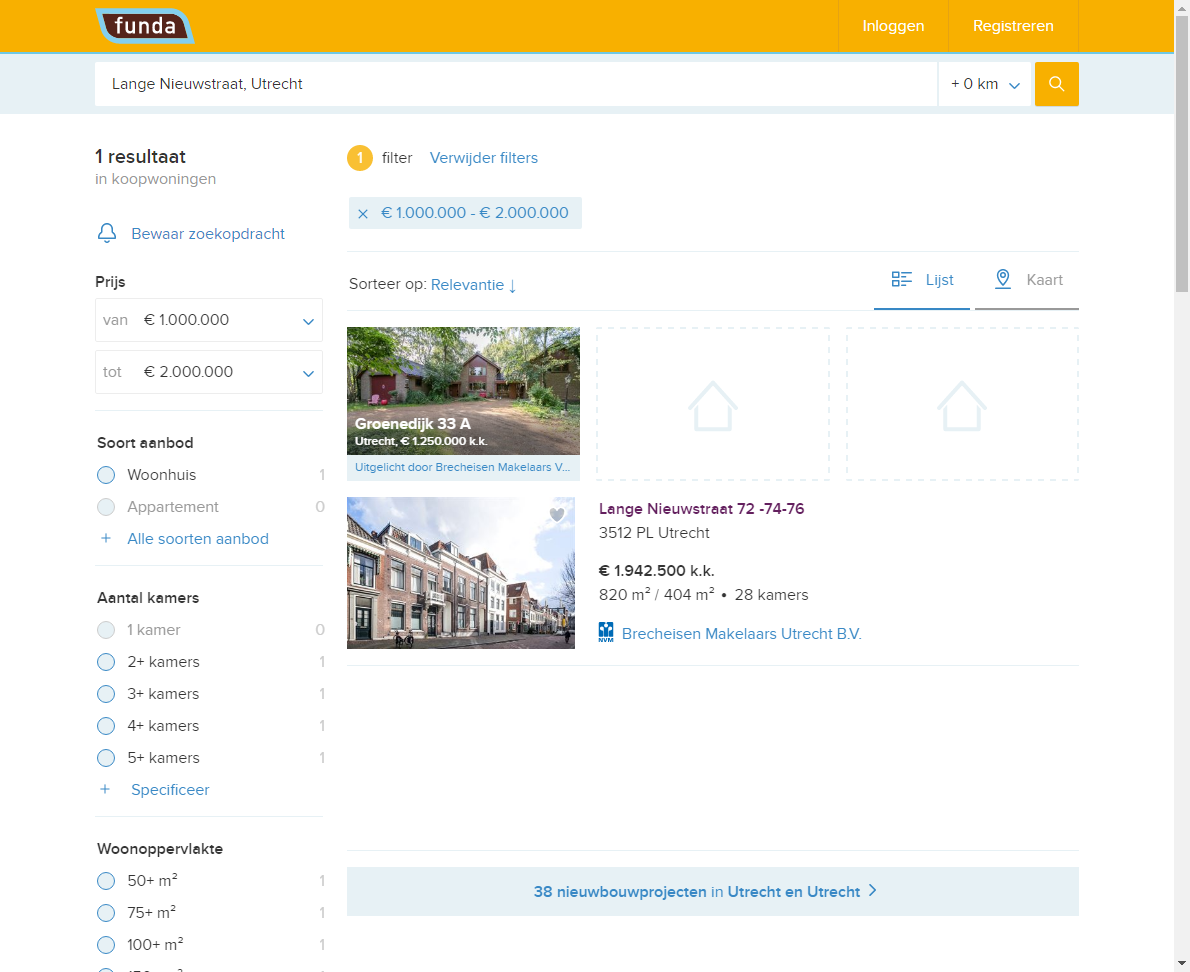 funda
Inloggen
Registreren
Lange Nieuwstraat, Utrecht
+ 0 km
1 resultaat
in koopwoningen
Bewaar zoekopdracht
Prijs
van € 1.000.000
tot € 2.000.000
Soort aanbod
Woonhuis 1
Appartement 0
+ Alle soorten aanbod
Aantal kamers
1 kamer 0
2+ kamers 1
3+ kamers 1
4+ kamers 1
5+ kamers 1
+ Specificeer
Woonoppervlakte
50+ m² 1
75+ m² 1
100+ m² 1
1 filter Verwijder filters
× € 1.000.000 - € 2.000.000
Sorteer op: Relevantie ↓
Lijst
Kaart
Groenedijk 33 A
Utrecht, € 1.250.000 k.k.
Uitgelicht door Brecheisen Makelaars V...
Lange Nieuwstraat 72 -74-76
3512 PL Utrecht
€ 1.942.500 k.k.
820 m² / 404 m² • 28 kamers
NVM Brecheisen Makelaars Utrecht B.V.
38 nieuwbouwprojecten in Utrecht en Utrecht >